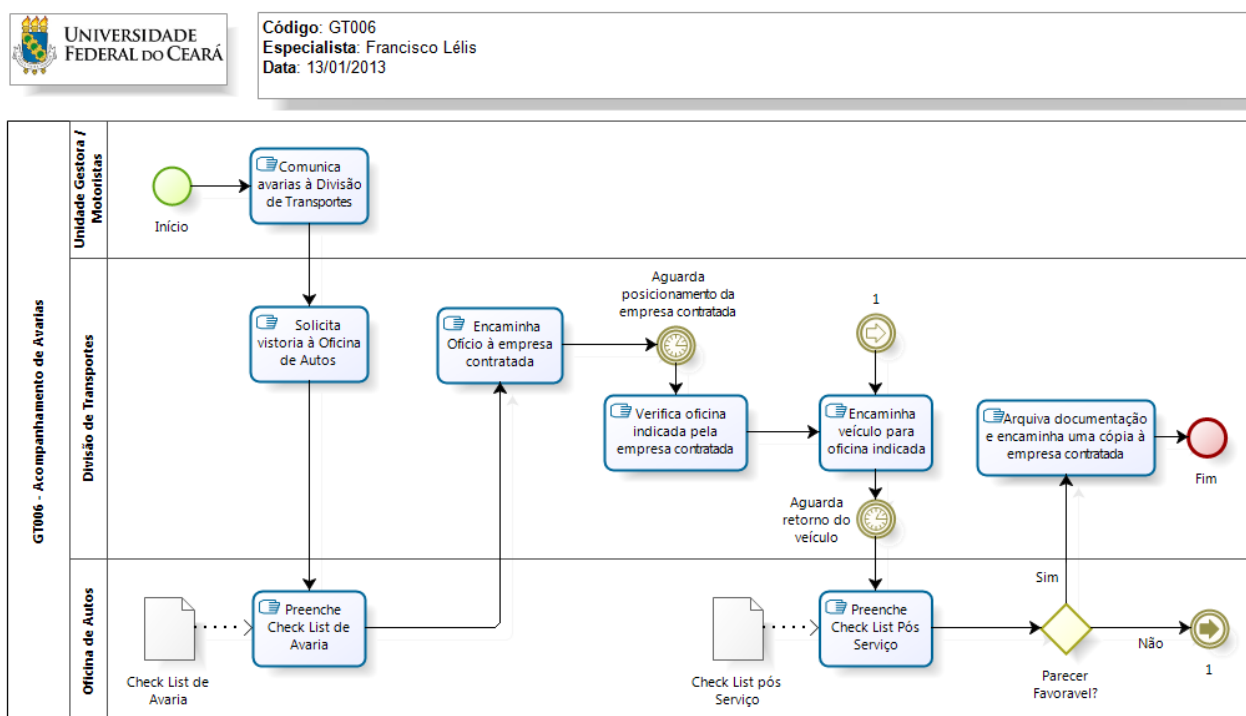 UNIVERSIDADE
FEDERAL DO CEARÁ
Código: GT006
Especialista: Francisco Lélis
Data: 13/01/2013
GT006 - Acompanhamento de Avarias
Unidade Gestora /
Motoristas
Início
Comunica
avarias à Divisão
de Transportes
Divisão de Transportes
Solicita
vistoria à Oficina
de Autos
Encaminha
Ofício à empresa
contratada
Aguarda
posicionamento da
empresa contratada
Verifica oficina
indicada pela
empresa contratada
1
Encaminha
veículo para
oficina indicada
Aguarda
retorno do
veículo
Arquiva documentação
e encaminha uma cópia à
empresa contratada
Fim
Oficina de Autos
Check List de
Avaria
Preenche
Check List de
Avaria
Check List pós
Serviço
Preenche
Check List Pós
Serviço
Sim
Parecer
Favoravel?
Não
1